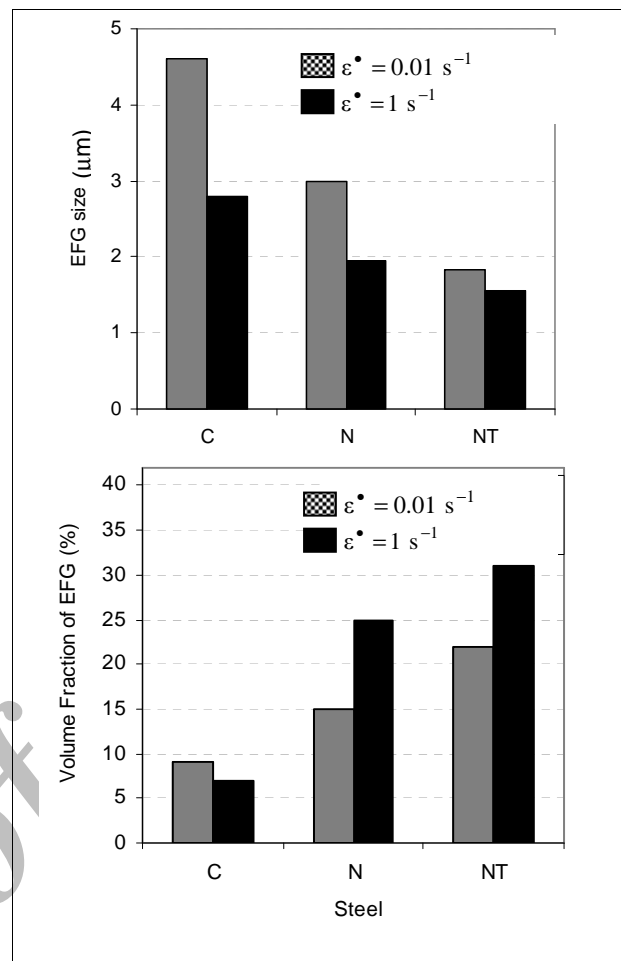 5
4
3
2
1
0
EFG size (μm)
ε• = 0.01 s⁻¹
ε• = 1 s⁻¹
C N NT
40
35
30
25
20
15
10
5
0
Volume Fraction of EFG (%)
ε• = 0.01 s⁻¹
ε• = 1 s⁻¹
C N NT
Steel